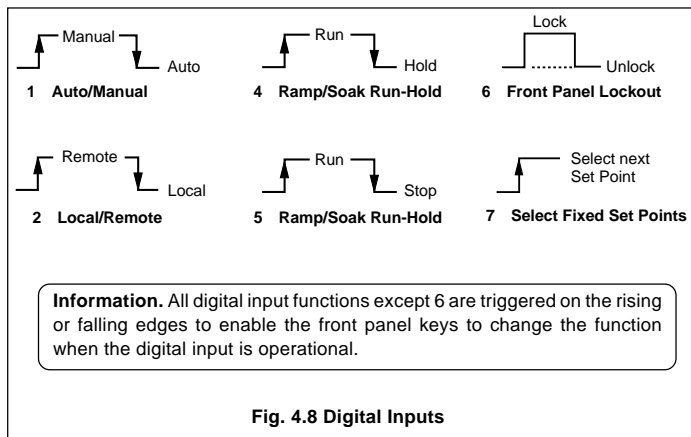 Manual
Auto
1 Auto/Manual
Run
Hold
4 Ramp/Soak Run-Hold
Lock
Unlock
6 Front Panel Lockout
Remote
Local
2 Local/Remote
Run
Stop
5 Ramp/Soak Run-Hold
Select next
Set Point
7 Select Fixed Set Points
Information. All digital input functions except 6 are triggered on the rising
or falling edges to enable the front panel keys to change the function
when the digital input is operational.
Fig. 4.8 Digital Inputs